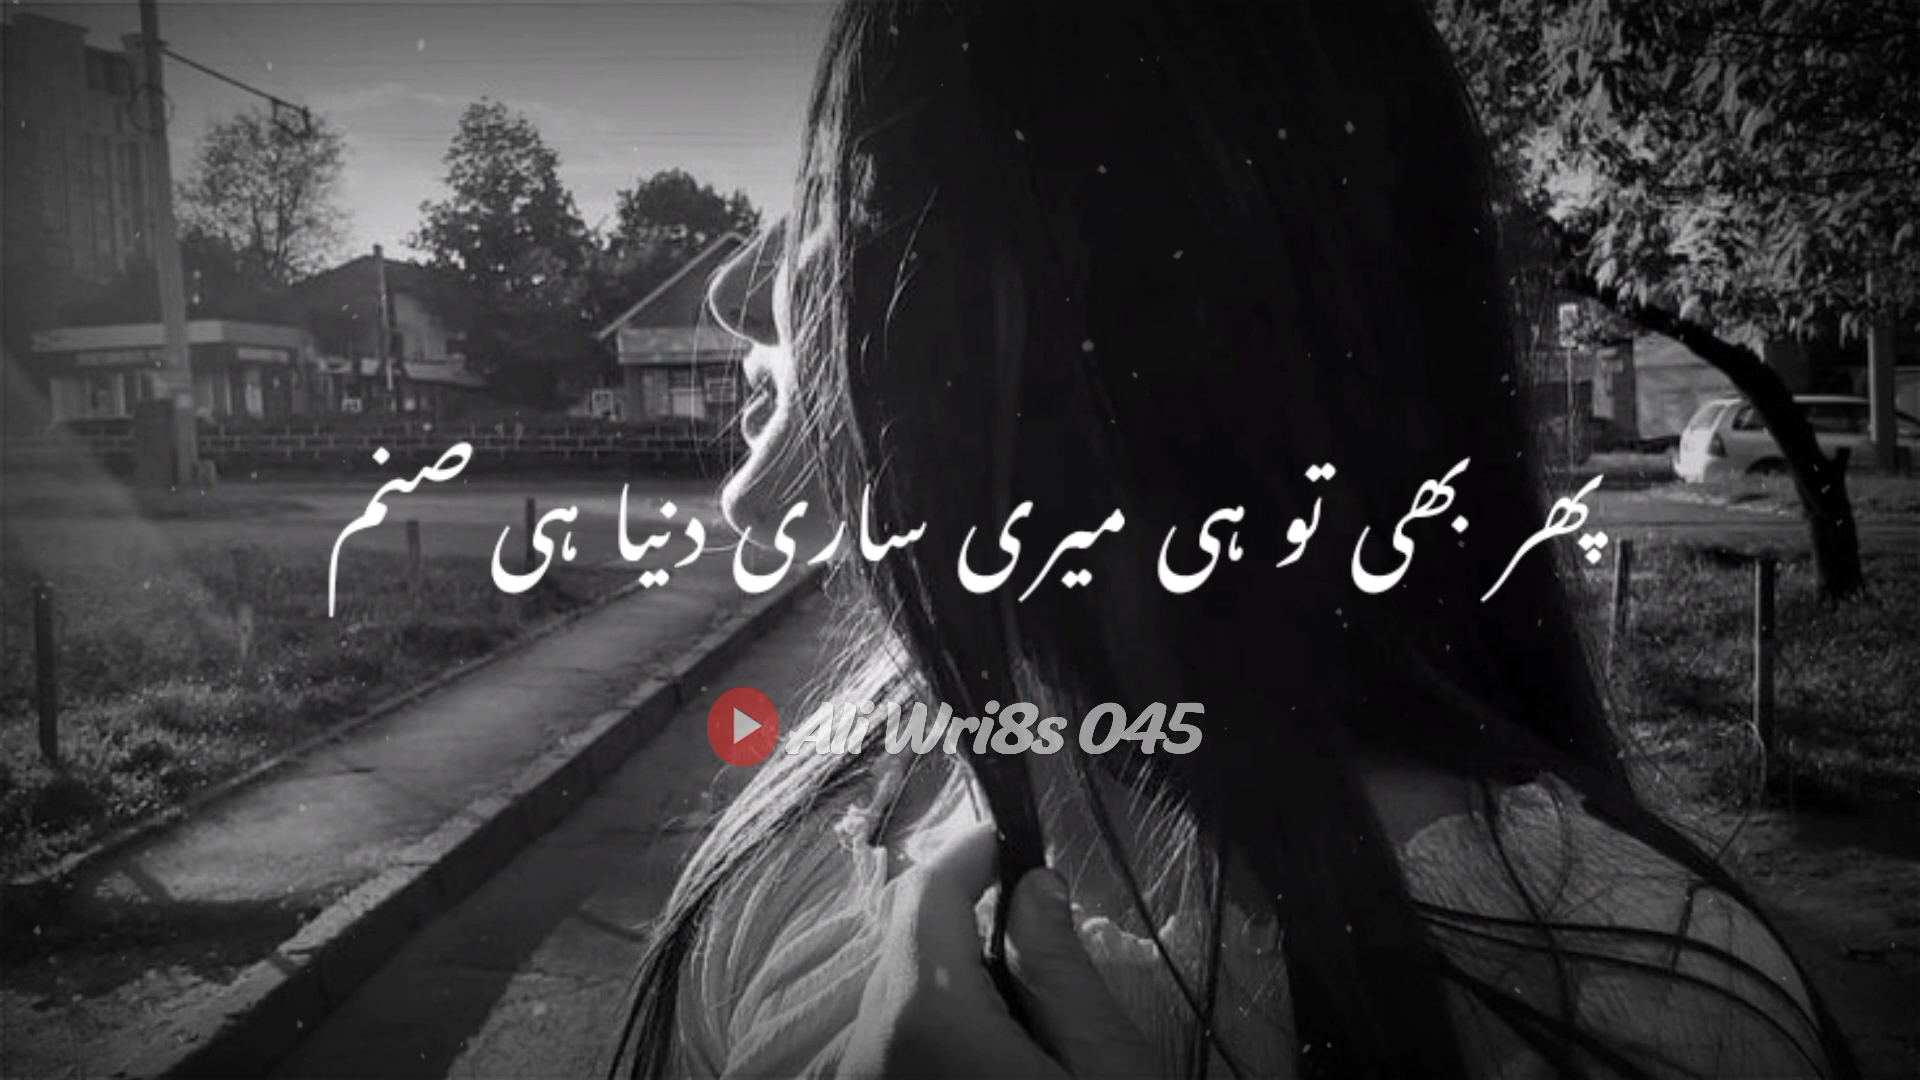 پھر بھی تو ہی میری ساری دنیا ہی صنم
Ali Wri8s 045